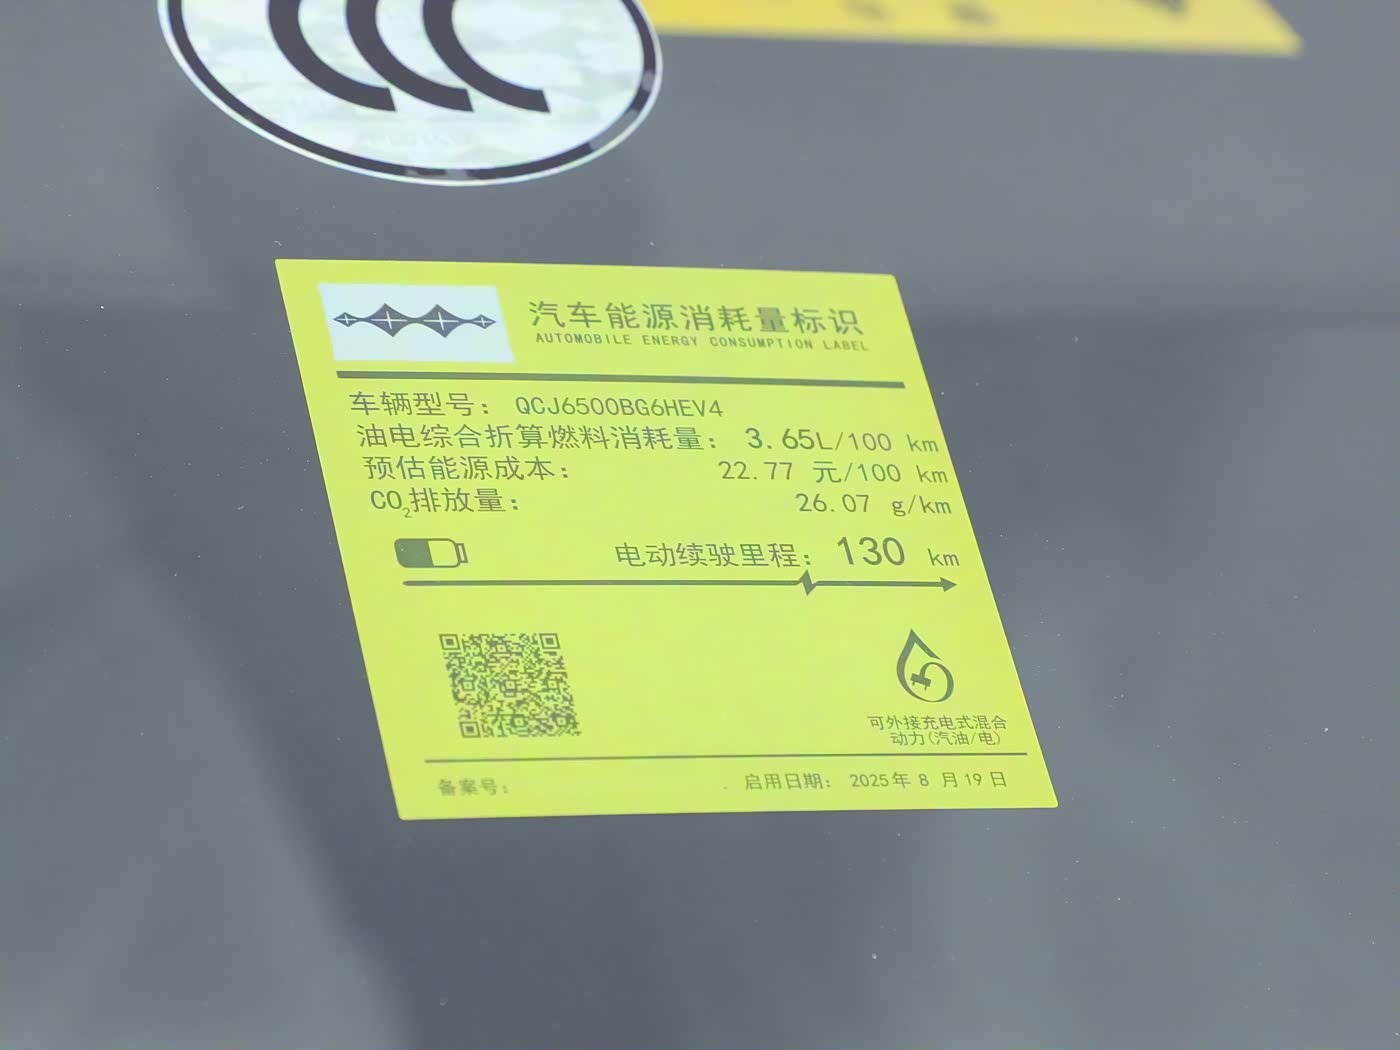 CCC
汽车能源消耗量标识
AUTOMOBILE ENERGY CONSUMPTION LABEL
车辆型号： QCJ6500BG6HEV4
油电综合折算燃料消耗量： 3.65L/100 km
预估能源成本： 22.77 元/100 km
CO₂排放量： 26.07 g/km
电动续驶里程： 130 km
可外接充电式混合
动力(汽油/电)
备案号：
启用日期： 2025年 8 月 19 日